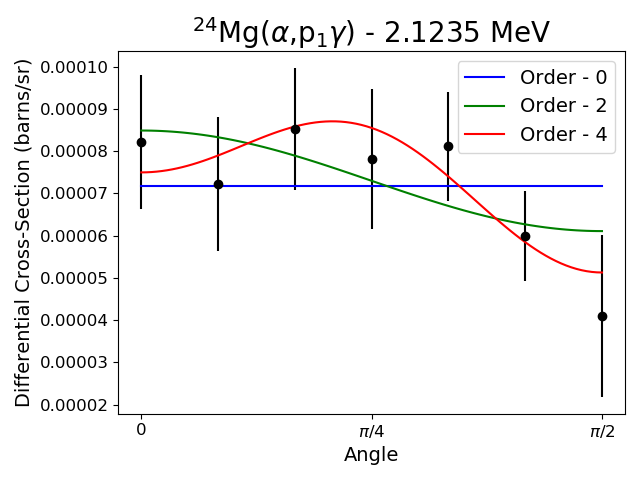 ²⁴Mg(α,p₁γ) - 2.1235 MeV
Differential Cross-Section (barns/sr)
0.00010
0.00009
0.00008
0.00007
0.00006
0.00005
0.00004
0.00003
0.00002
Order - 0
Order - 2
Order - 4
0
π/4
π/2
Angle